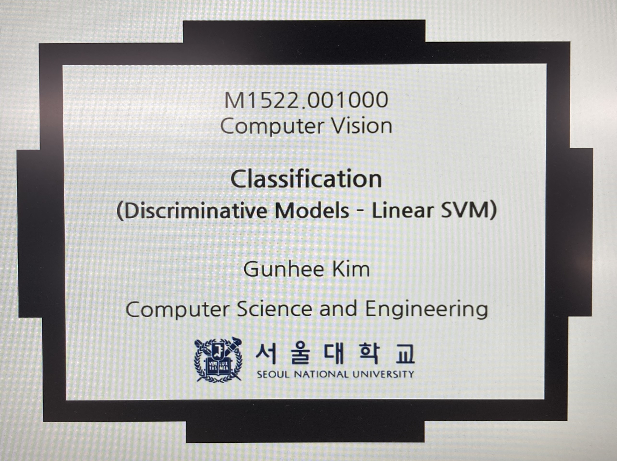 M1522.001000
Computer Vision
Classification
(Discriminative Models - Linear SVM)
Gunhee Kim
Computer Science and Engineering
서울대학교
SEOUL NATIONAL UNIVERSITY